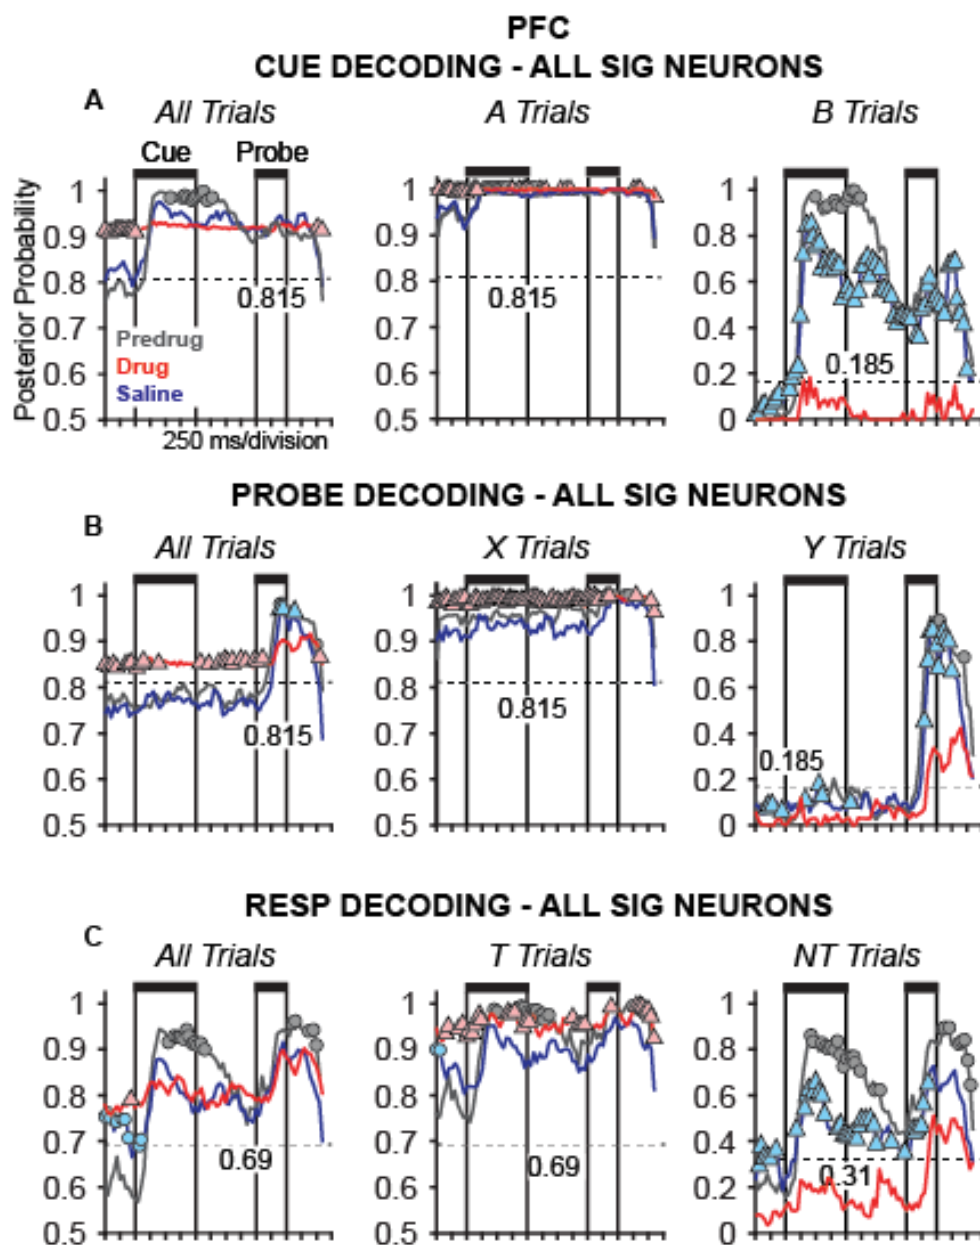 PFC
CUE DECODING - ALL SIG NEURONS
A
All Trials
A Trials
B Trials
Cue
Probe
Posterior Probability
1
0.9
0.8
0.7
0.6
0.5
0.815
Predrug
Drug
Saline
250 ms/division
1
0.9
0.8
0.7
0.6
0.5
0.815
1
0.8
0.6
0.4
0.2
0
0.185
PROBE DECODING - ALL SIG NEURONS
B
All Trials
X Trials
Y Trials
1
0.9
0.8
0.7
0.6
0.5
0.815
1
0.9
0.8
0.7
0.6
0.5
0.815
1
0.8
0.6
0.4
0.2
0
0.185
RESP DECODING - ALL SIG NEURONS
C
All Trials
T Trials
NT Trials
1
0.9
0.8
0.7
0.6
0.5
0.69
1
0.9
0.8
0.7
0.6
0.5
0.69
1
0.8
0.6
0.4
0.2
0
0.31